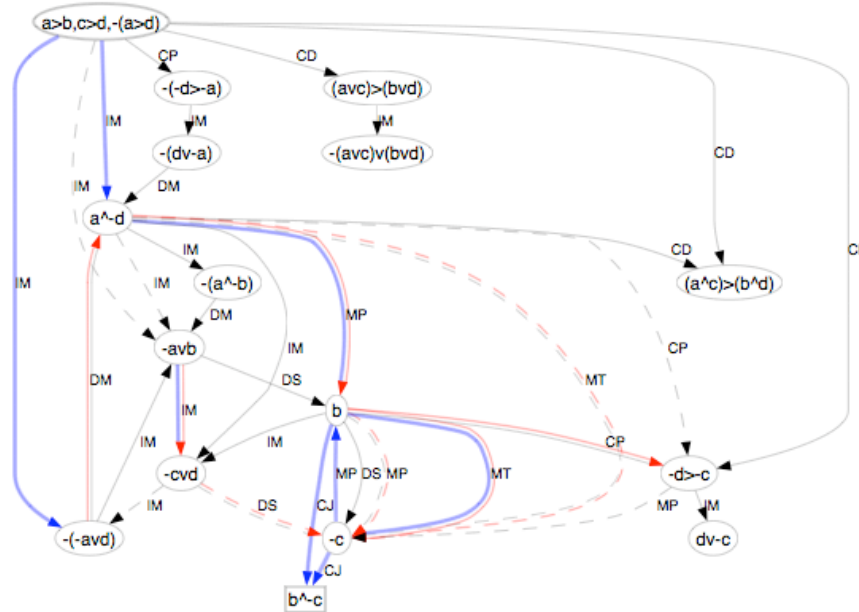 a>b,c>d,-(a>d)
CP
CD
-(-d>-a)
(avc)>(bvd)
IM
IM
IM
-(dv-a)
-(avc)v(bvd)
CD
IM
DM
a^-d
IM
CD
IM
IM
-(a^-b)
(a^c)>(b^d)
DM
MP
-avb
IM
CP
DM
DS
MT
IM
b
IM
IM
CP
-cvd
MP
DS
MP
MT
-d>-c
IM
DS
CJ
MP
IM
-(-avd)
-c
dv-c
CJ
b^-c